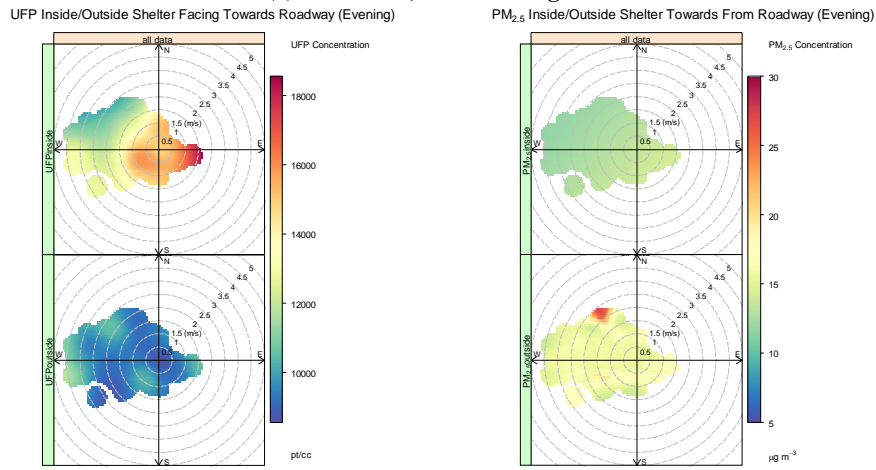 UFP Inside/Outside Shelter Facing Towards Roadway (Evening)
all data
UFP Concentration
N
5
4.5
4
3.5
3
2.5
2
1.5 (m/s)
1
0.5
W
E
S
UFPinside
18000
16000
14000
12000
10000
N
5
4.5
4
3.5
3
2.5
2
1.5 (m/s)
1
0.5
W
E
S
UFPoutside
pt/cc
PM2.5 Inside/Outside Shelter Towards From Roadway (Evening)
all data
PM2.5 Concentration
N
5
4.5
4
3.5
3
2.5
2
1.5 (m/s)
1
0.5
W
E
S
PM2.5inside
30
25
20
15
10
5
N
5
4.5
4
3.5
3
2.5
2
1.5 (m/s)
1
0.5
W
E
S
μg m⁻³